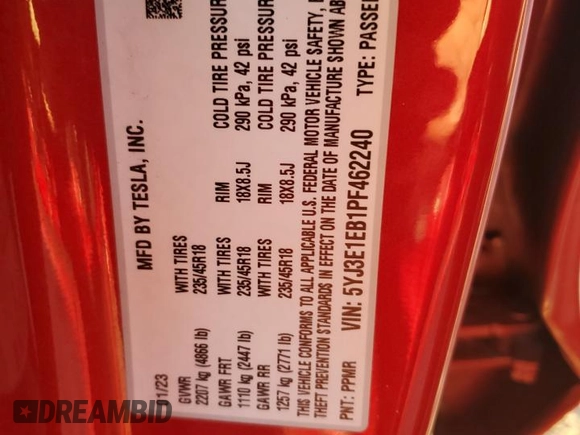 MFD BY TESLA, INC.
1/23
GVWR
2207 kg (4866 lb)
WITH TIRES
235/45R18
GAWR FRT
1110 kg (2447 lb)
WITH TIRES
235/45R18
RIM
18X8.5J
COLD TIRE PRESSURE
290 kPa, 42 psi
GAWR RR
1257 kg (2771 lb)
WITH TIRES
235/45R18
RIM
18X8.5J
COLD TIRE PRESSUR
290 kPa, 42 psi
THIS VEHICLE CONFORMS TO ALL APPLICABLE U.S. FEDERAL MOTOR VEHICLE SAFETY,
THEFT PREVENTION STANDARDS IN EFFECT ON THE DATE OF MANUFACTURE SHOWN AB
PNT: PPMR
VIN: 5YJ3E1EB1PF462240
TYPE: PASSE
DREAMBID